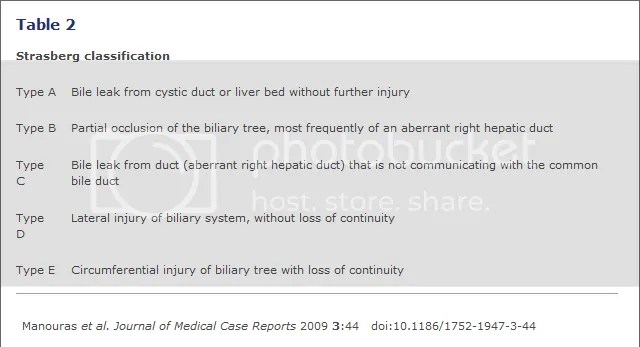 Table 2
Strasberg classification
Type A Bile leak from cystic duct or liver bed without further injury
Type B Partial occlusion of the biliary tree, most frequently of an aberrant right hepatic duct
Type Bile leak from duct (aberrant right hepatic duct) that is not communicating with the common
C bile duct
Type Lateral injury of biliary system, without loss of continuity
D
Type E Circumferential injury of biliary tree with loss of continuity
Manouras et al. Journal of Medical Case Reports 2009 3:44 doi:10.1186/1752-1947-3-44
photobucket
host. store. share.